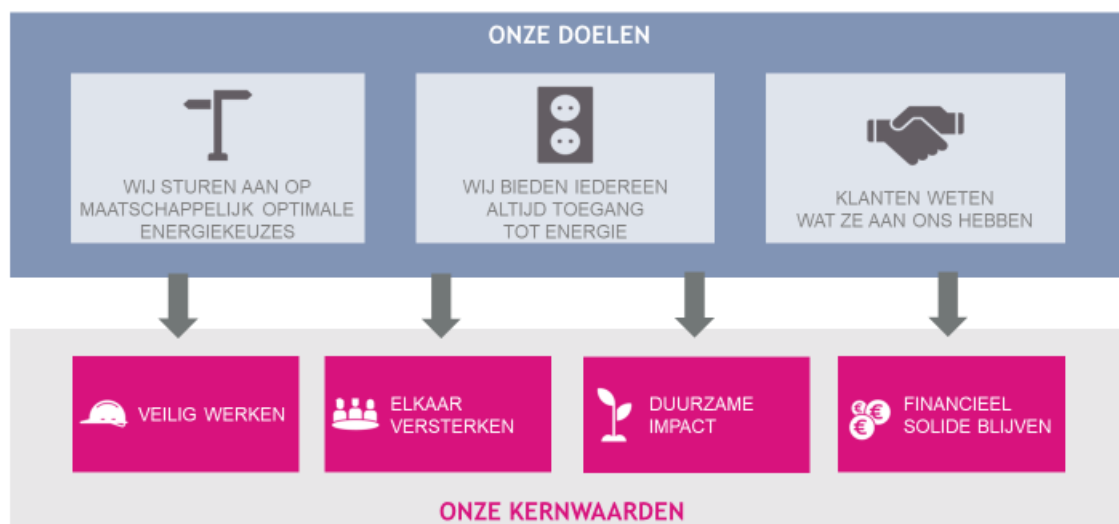 ONZE DOELEN
WIJ STUREN AAN OP
MAATSCHAPPELIJK OPTIMALE
ENERGIEKEUZES
WIJ BIEDEN IEDEREEN
ALTIJD TOEGANG
TOT ENERGIE
KLANTEN WETEN
WAT ZE AAN ONS HEBBEN
VEILIG WERKEN
ELKAAR
VERSTERKEN
DUURZAME
IMPACT
FINANCIEEL
SOLIDE BLIJVEN
ONZE KERNWAARDEN